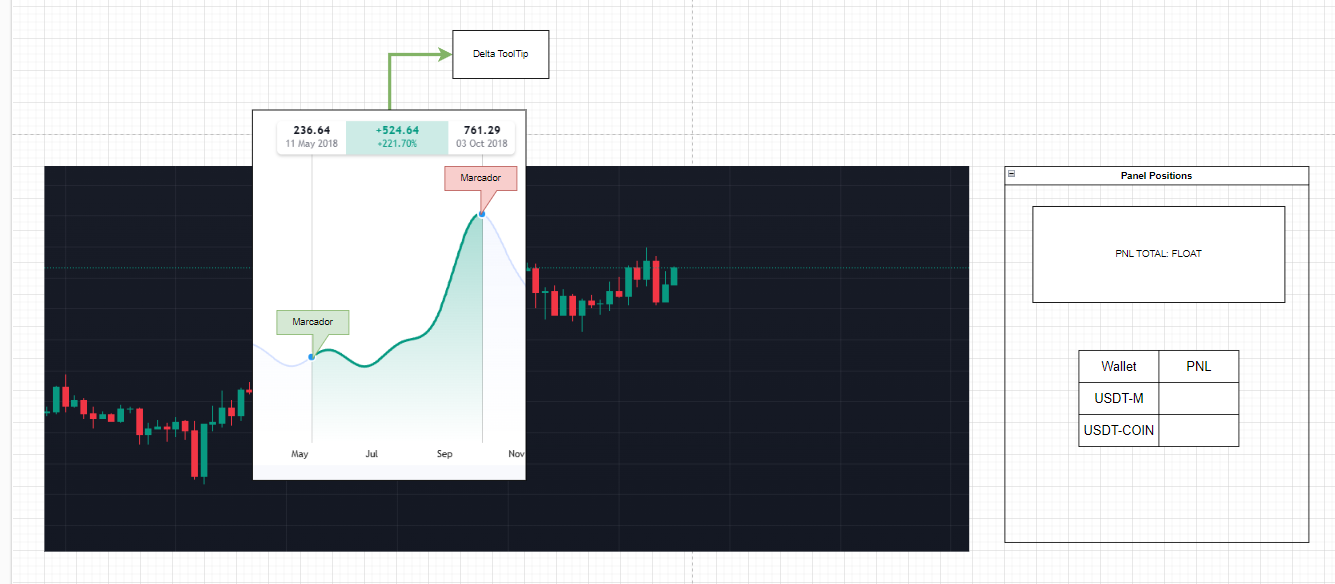 Delta ToolTip
236.64
11 May 2018
+524.64
+221.70%
761.29
03 Oct 2018
Marcador
Marcador
May Jul Sep Nov
Panel Positions
PNL TOTAL: FLOAT
Wallet PNL
USDT-M
USDT-COIN